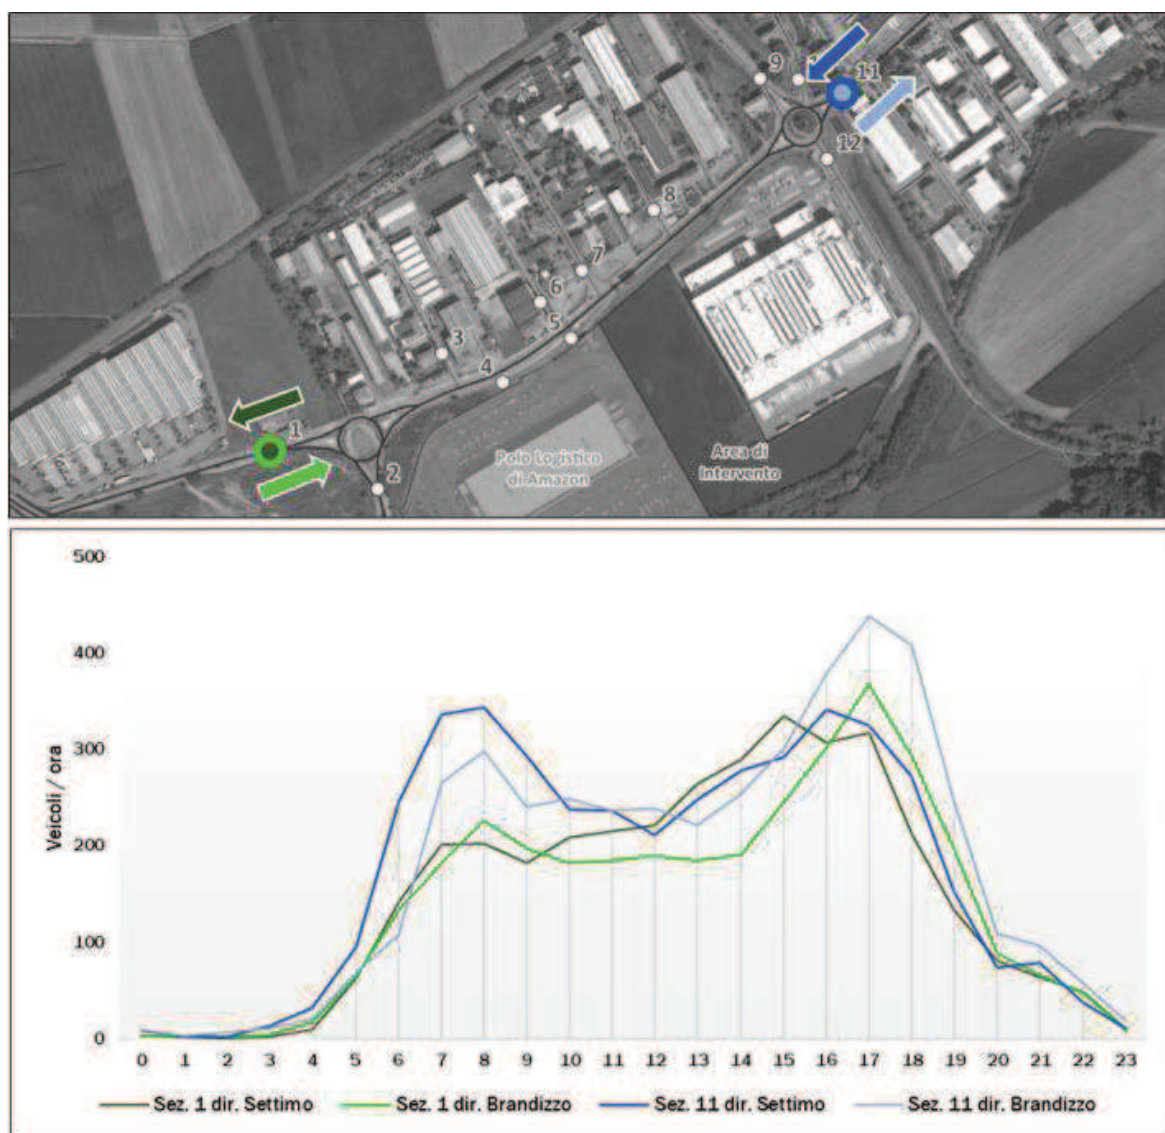 9
11
12
8
7
6
5
3
4
1
2
Polo Logistico
di Amazon
Area di
Intervento
500
400
300
200
100
0
Veicoli / ora
0 1 2 3 4 5 6 7 8 9 10 11 12 13 14 15 16 17 18 19 20 21 22 23
Sez. 1 dir. Settimo Sez. 1 dir. Brandizzo Sez. 11 dir. Settimo Sez. 11 dir. Brandizzo